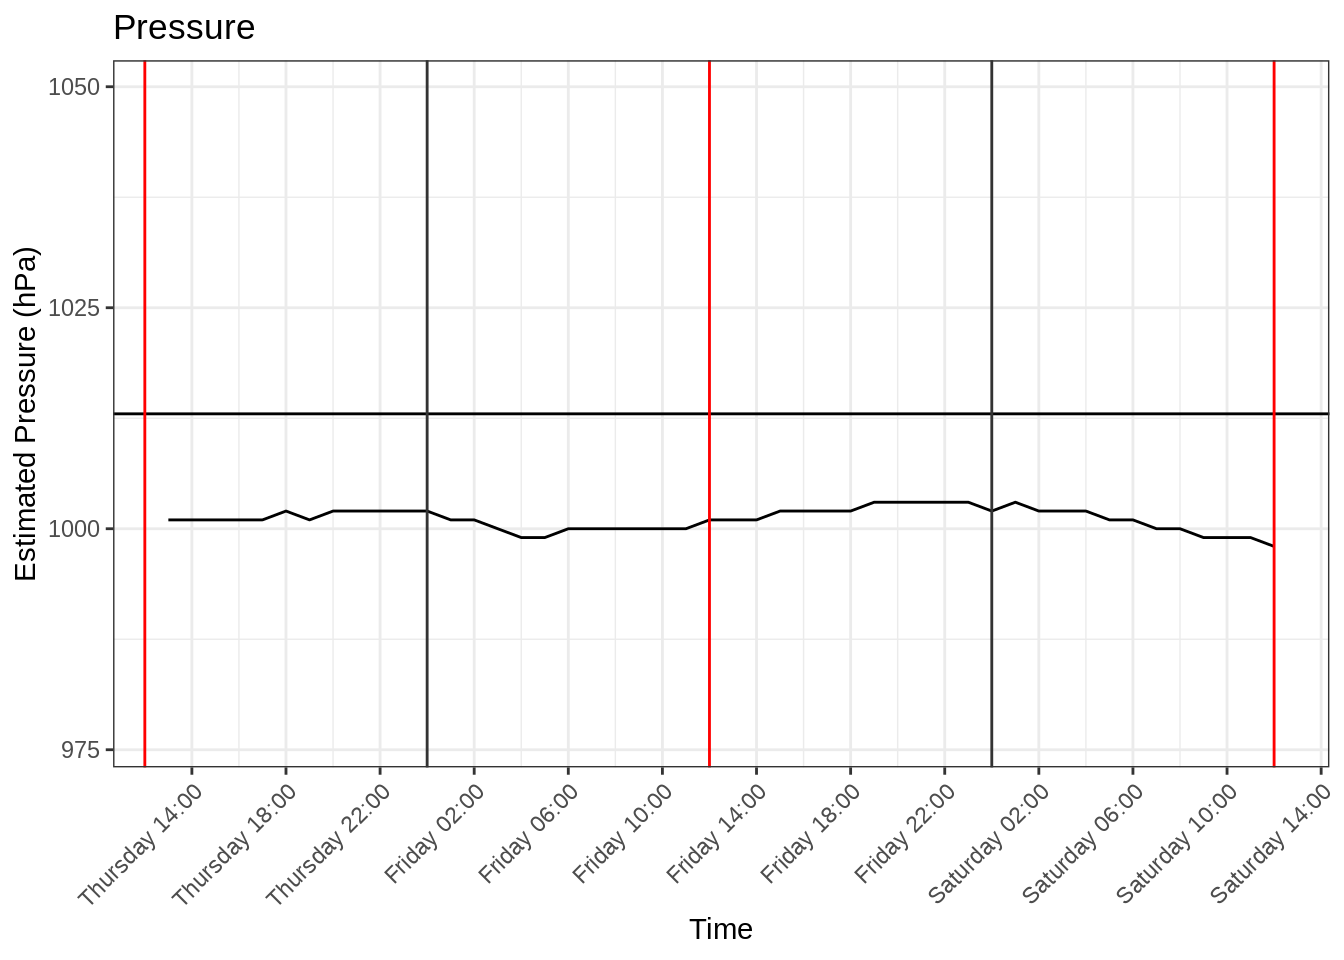 Pressure
Estimated Pressure (hPa)
1050
1025
1000
975
Thursday 14:00
Thursday 18:00
Thursday 22:00
Friday 02:00
Friday 06:00
Friday 10:00
Friday 14:00
Friday 18:00
Friday 22:00
Saturday 02:00
Saturday 06:00
Saturday 10:00
Saturday 14:00
Time